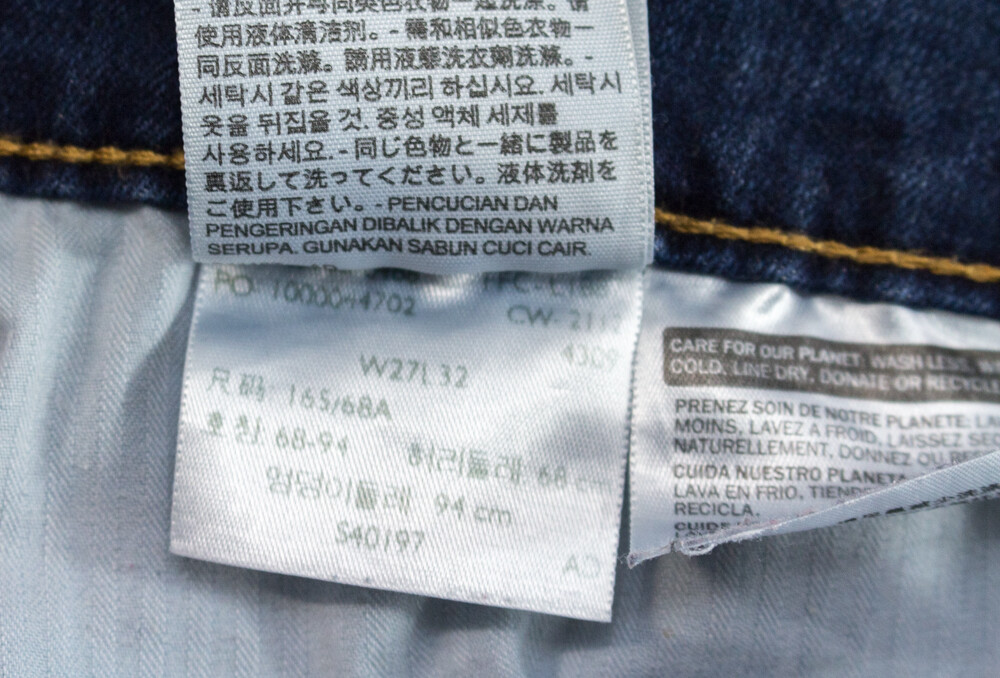 使用液体清洁剂。- 需和相似色衣物一
同反面洗滌。請用液態洗衣劑洗滌。-
세탁시 같은 색상끼리 하십시요. 세탁시
옷을 뒤집을 것. 중성 액체 세제를
사용하세요. - 同じ色物と一緒に製品を
裏返して洗ってください。液体洗剤を
ご使用下さい。- PENCUCIAN DAN
PENGERINGAN DIBALIK DENGAN WARNA
SERUPA. GUNAKAN SABUN CUCI CAIR.
PO:
CW:
4309
W27L32
尺码: 165/68A
호칭: 68-94 허리둘레: 68 cm
엉덩이둘레: 94 cm
S40197
AD
CARE FOR OUR PLANET: WASH LESS,
COLD, LINE DRY, DONATE OR RECYCLE
PRENEZ SOIN DE NOTRE PLANETE:
MOINS, LAVEZ A FROID, LAISSEZ
NATURELLEMENT, DONNEZ OU
CUIDA NUESTRO PLANETA
LAVA EN FRIO,
RECICLA.